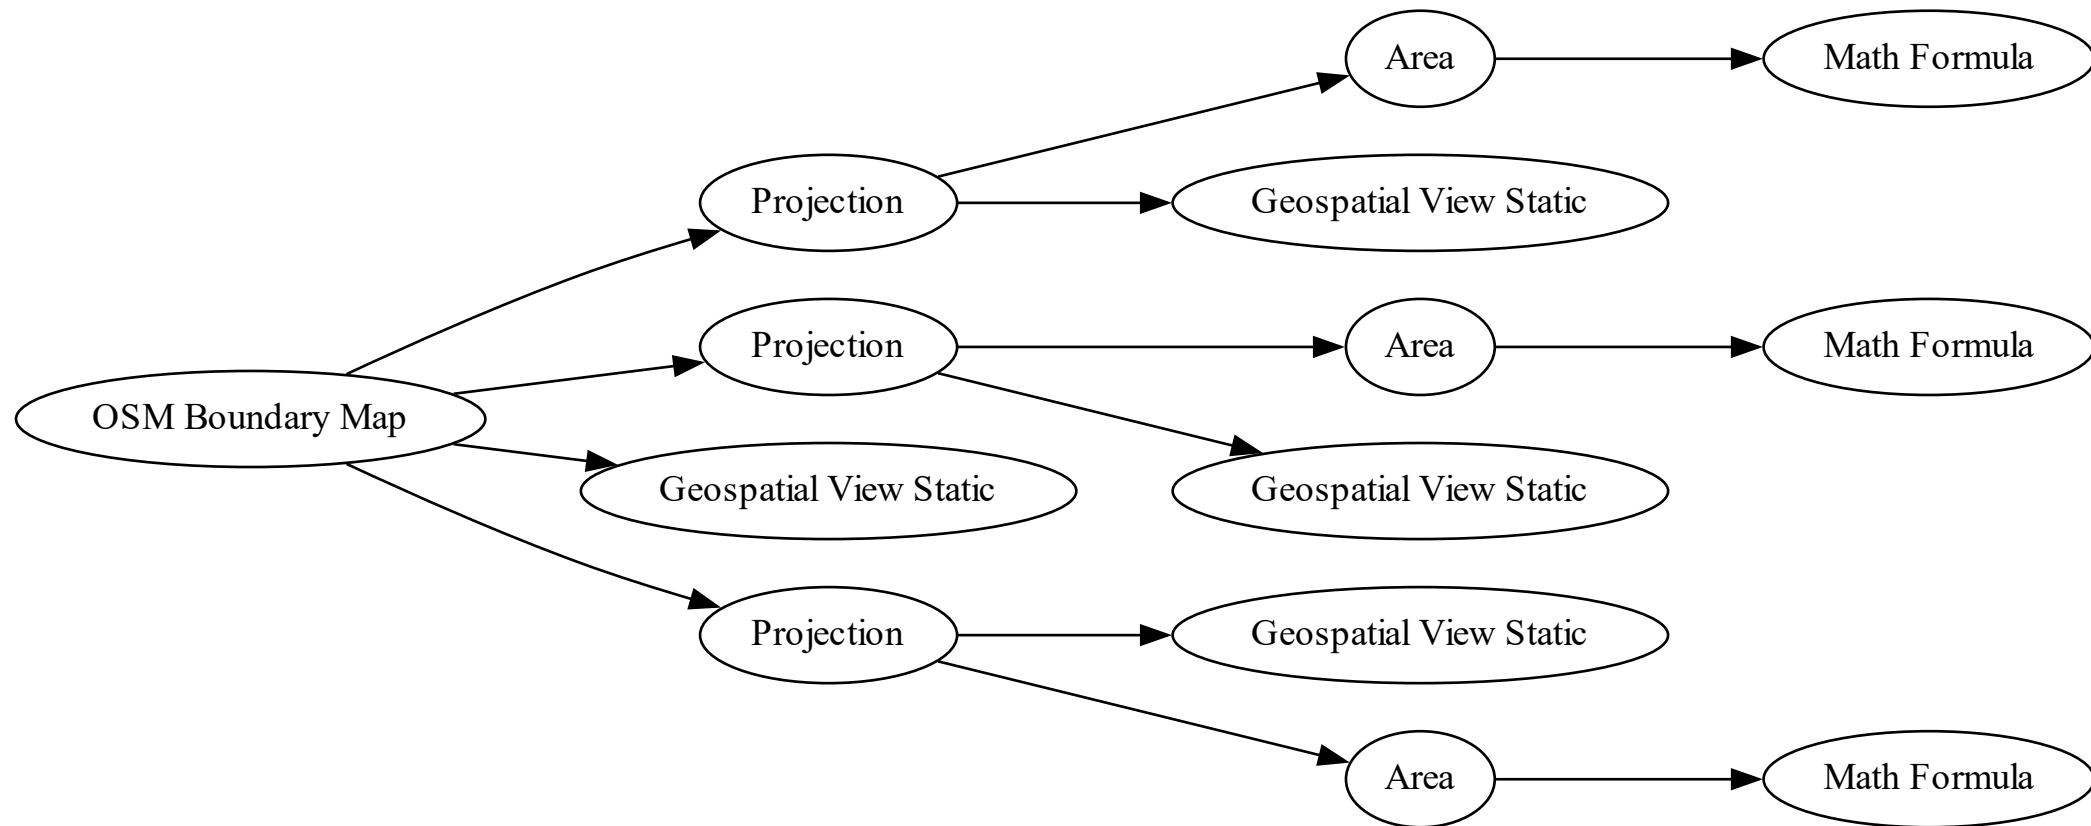 Area
Math Formula
Projection
Geospatial View Static
Projection
Area
Math Formula
OSM Boundary Map
Geospatial View Static
Geospatial View Static
Projection
Geospatial View Static
Area
Math Formula